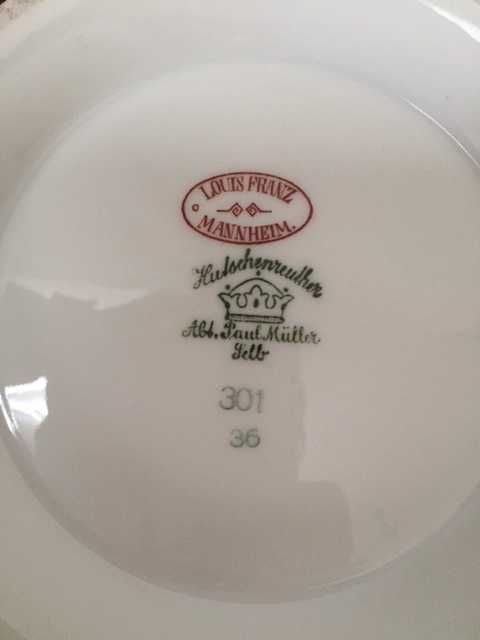 LOUIS FRANZ
MANNHEIM.
Hutschenreuther
Abt. Paul Müller
Selb
301
36